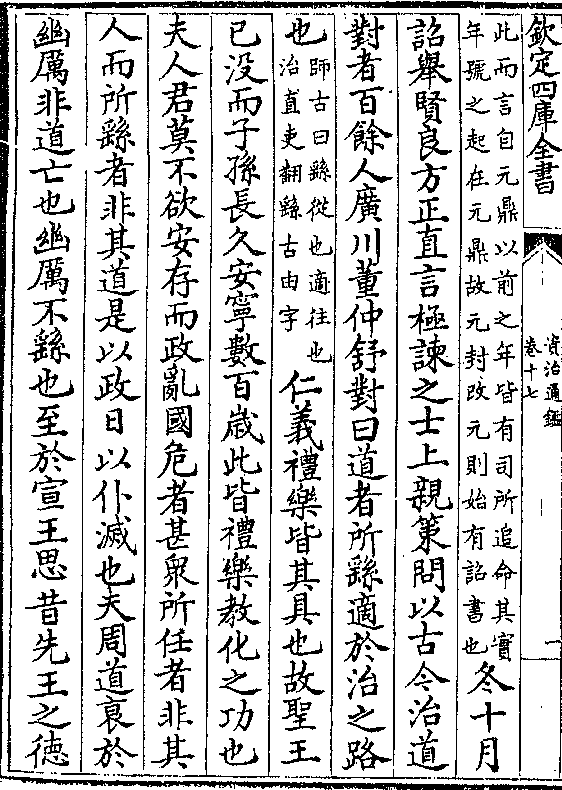 欽定四庫全書
資治通鑑
卷十七
一
此而言自元鼎以前之年皆有司所追命其實
年號之起在元鼎故元封改元則始有詔書也
冬十月
詔舉賢良方正直言極諫之士上親策問以古今治道
對者百餘人廣川董仲舒對曰道者所繇適於治之路
也
師古曰繇從也適往也
治直吏翻繇古由字
仁義禮樂皆其具也故聖王
已没而子孫長久安寧數百歳此皆禮樂教化之功也
夫人君莫不欲安存而政亂國危者甚衆所任者非其
人而所繇者非其道是以政日以仆滅也夫周道衰於
幽厲非道亡也幽厲不繇也至於宣王思昔先王之德